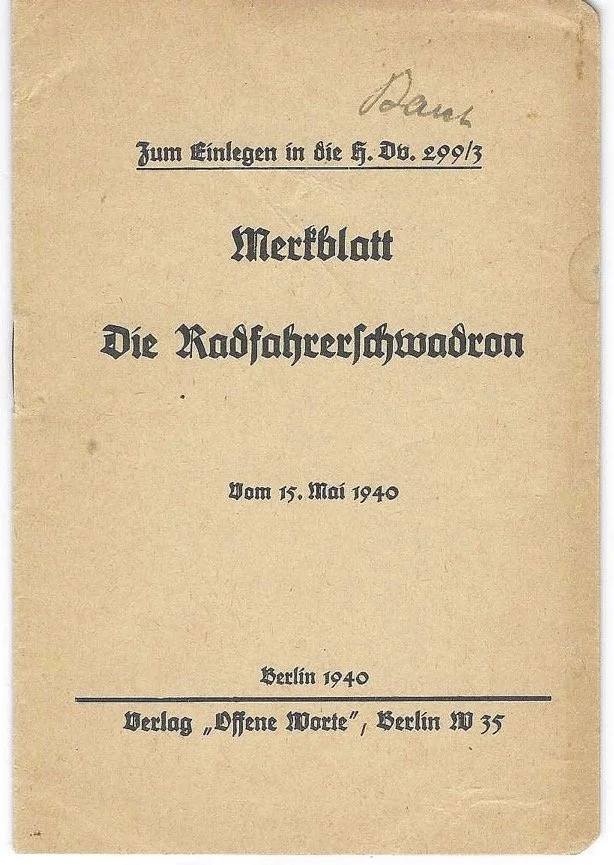 Zum Einlegen in die H. Dv. 299/3
Merkblatt
Die Radfahrerschwadron
Vom 15. Mai 1940
Berlin 1940
Verlag „Offene Worte“, Berlin W 35